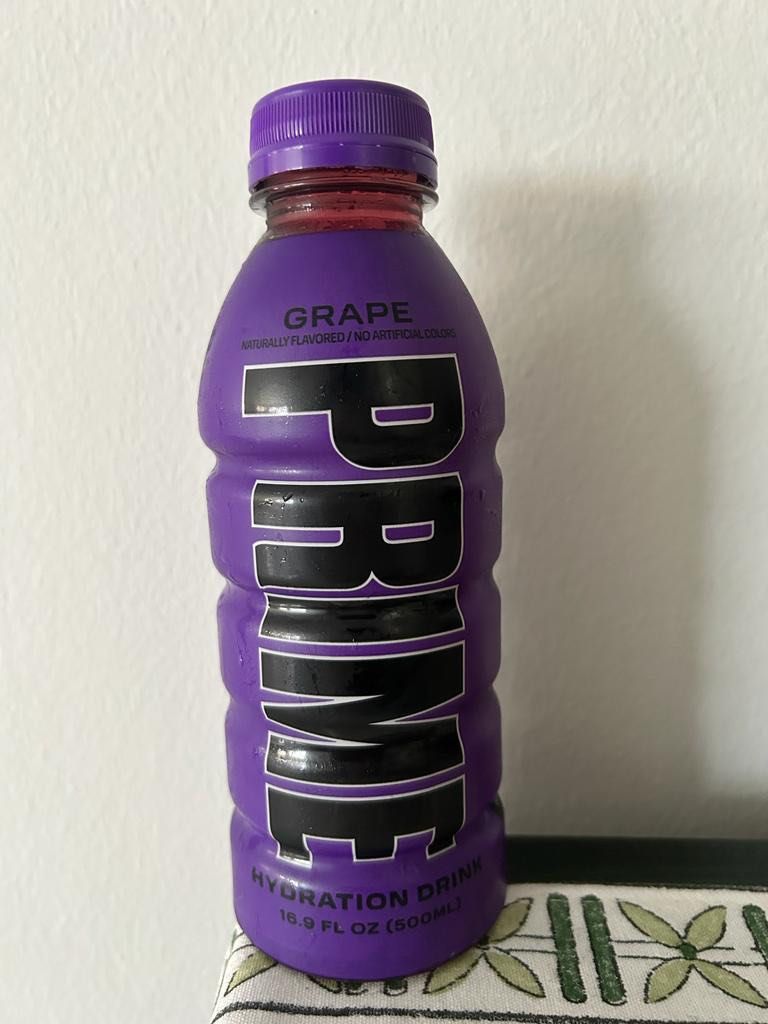 GRAPE
NATURALLY FLAVORED / NO ARTIFICIAL COLORS
PRIME
HYDRATION DRINK
16.9 FL OZ (500ML)